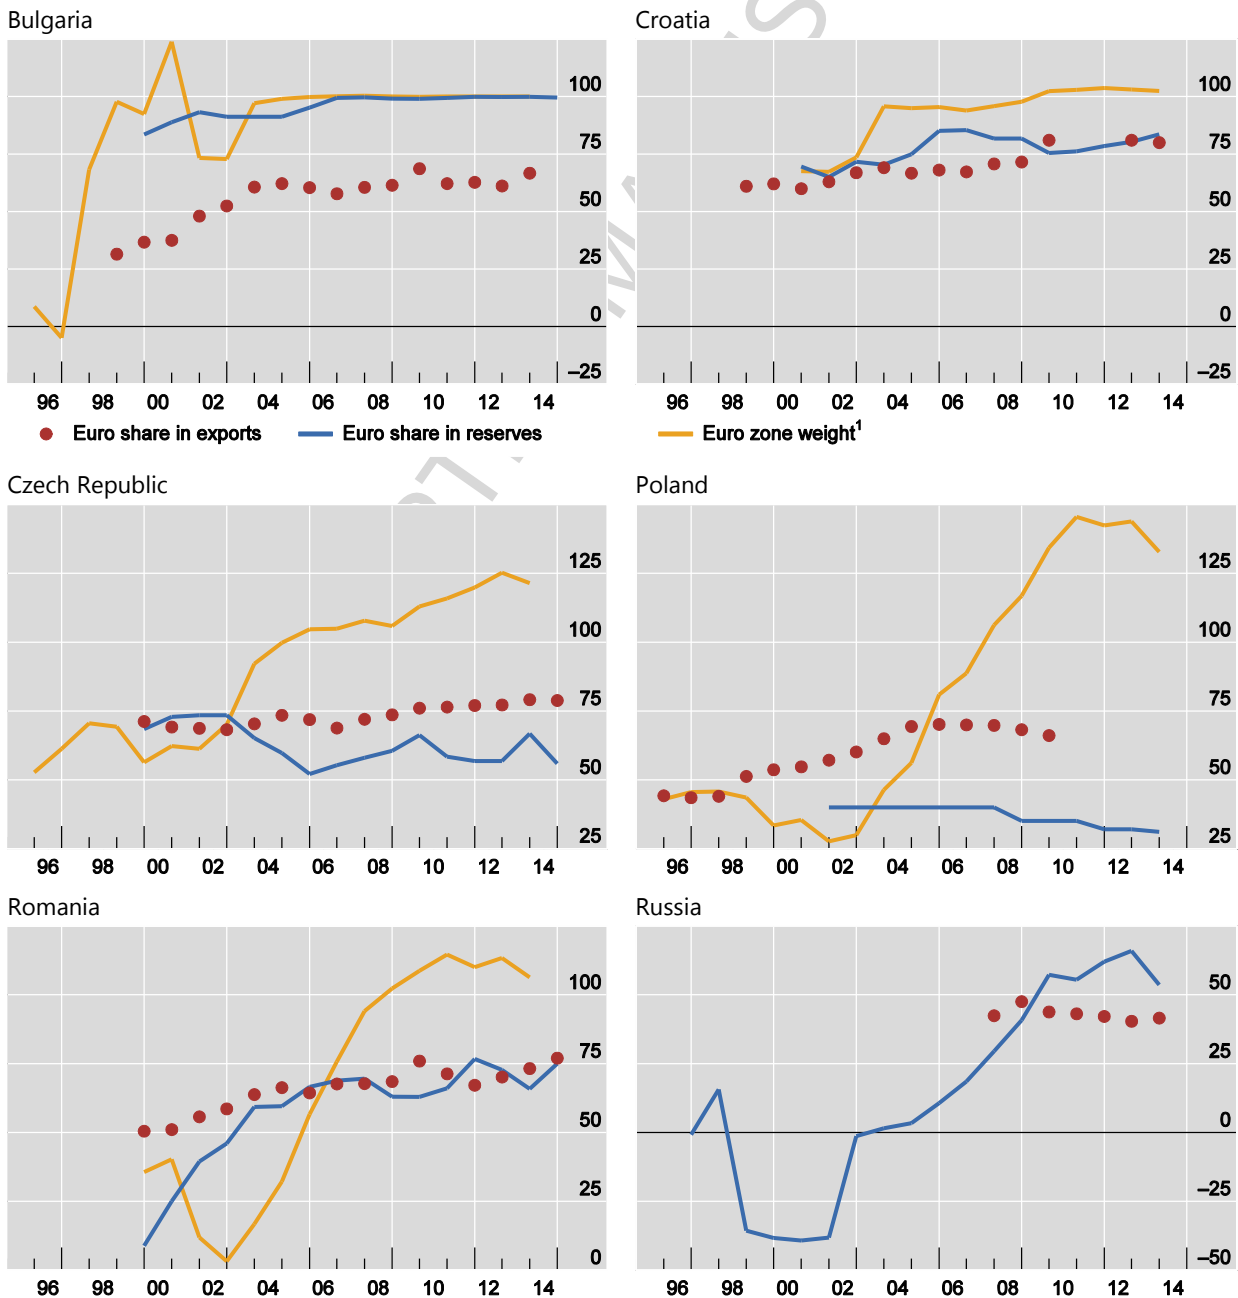 Bulgaria
Croatia
100
75
50
25
0
–25
96 98 00 02 04 06 08 10 12 14
100
75
50
25
0
–25
96 98 00 02 04 06 08 10 12 14
Euro share in exports
Euro share in reserves
Euro zone weight¹
Czech Republic
Poland
125
100
75
50
25
96 98 00 02 04 06 08 10 12 14
125
100
75
50
25
96 98 00 02 04 06 08 10 12 14
Romania
Russia
100
75
50
25
0
96 98 00 02 04 06 08 10 12 14
50
25
0
–25
–50
96 98 00 02 04 06 08 10 12 14